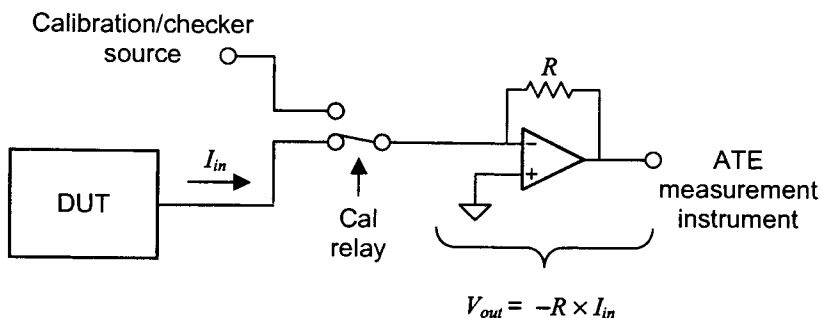 Calibration/checker
source
R
I_in
DUT
Cal
relay
−
+
ATE
measurement
instrument
V_out = −R × I_in